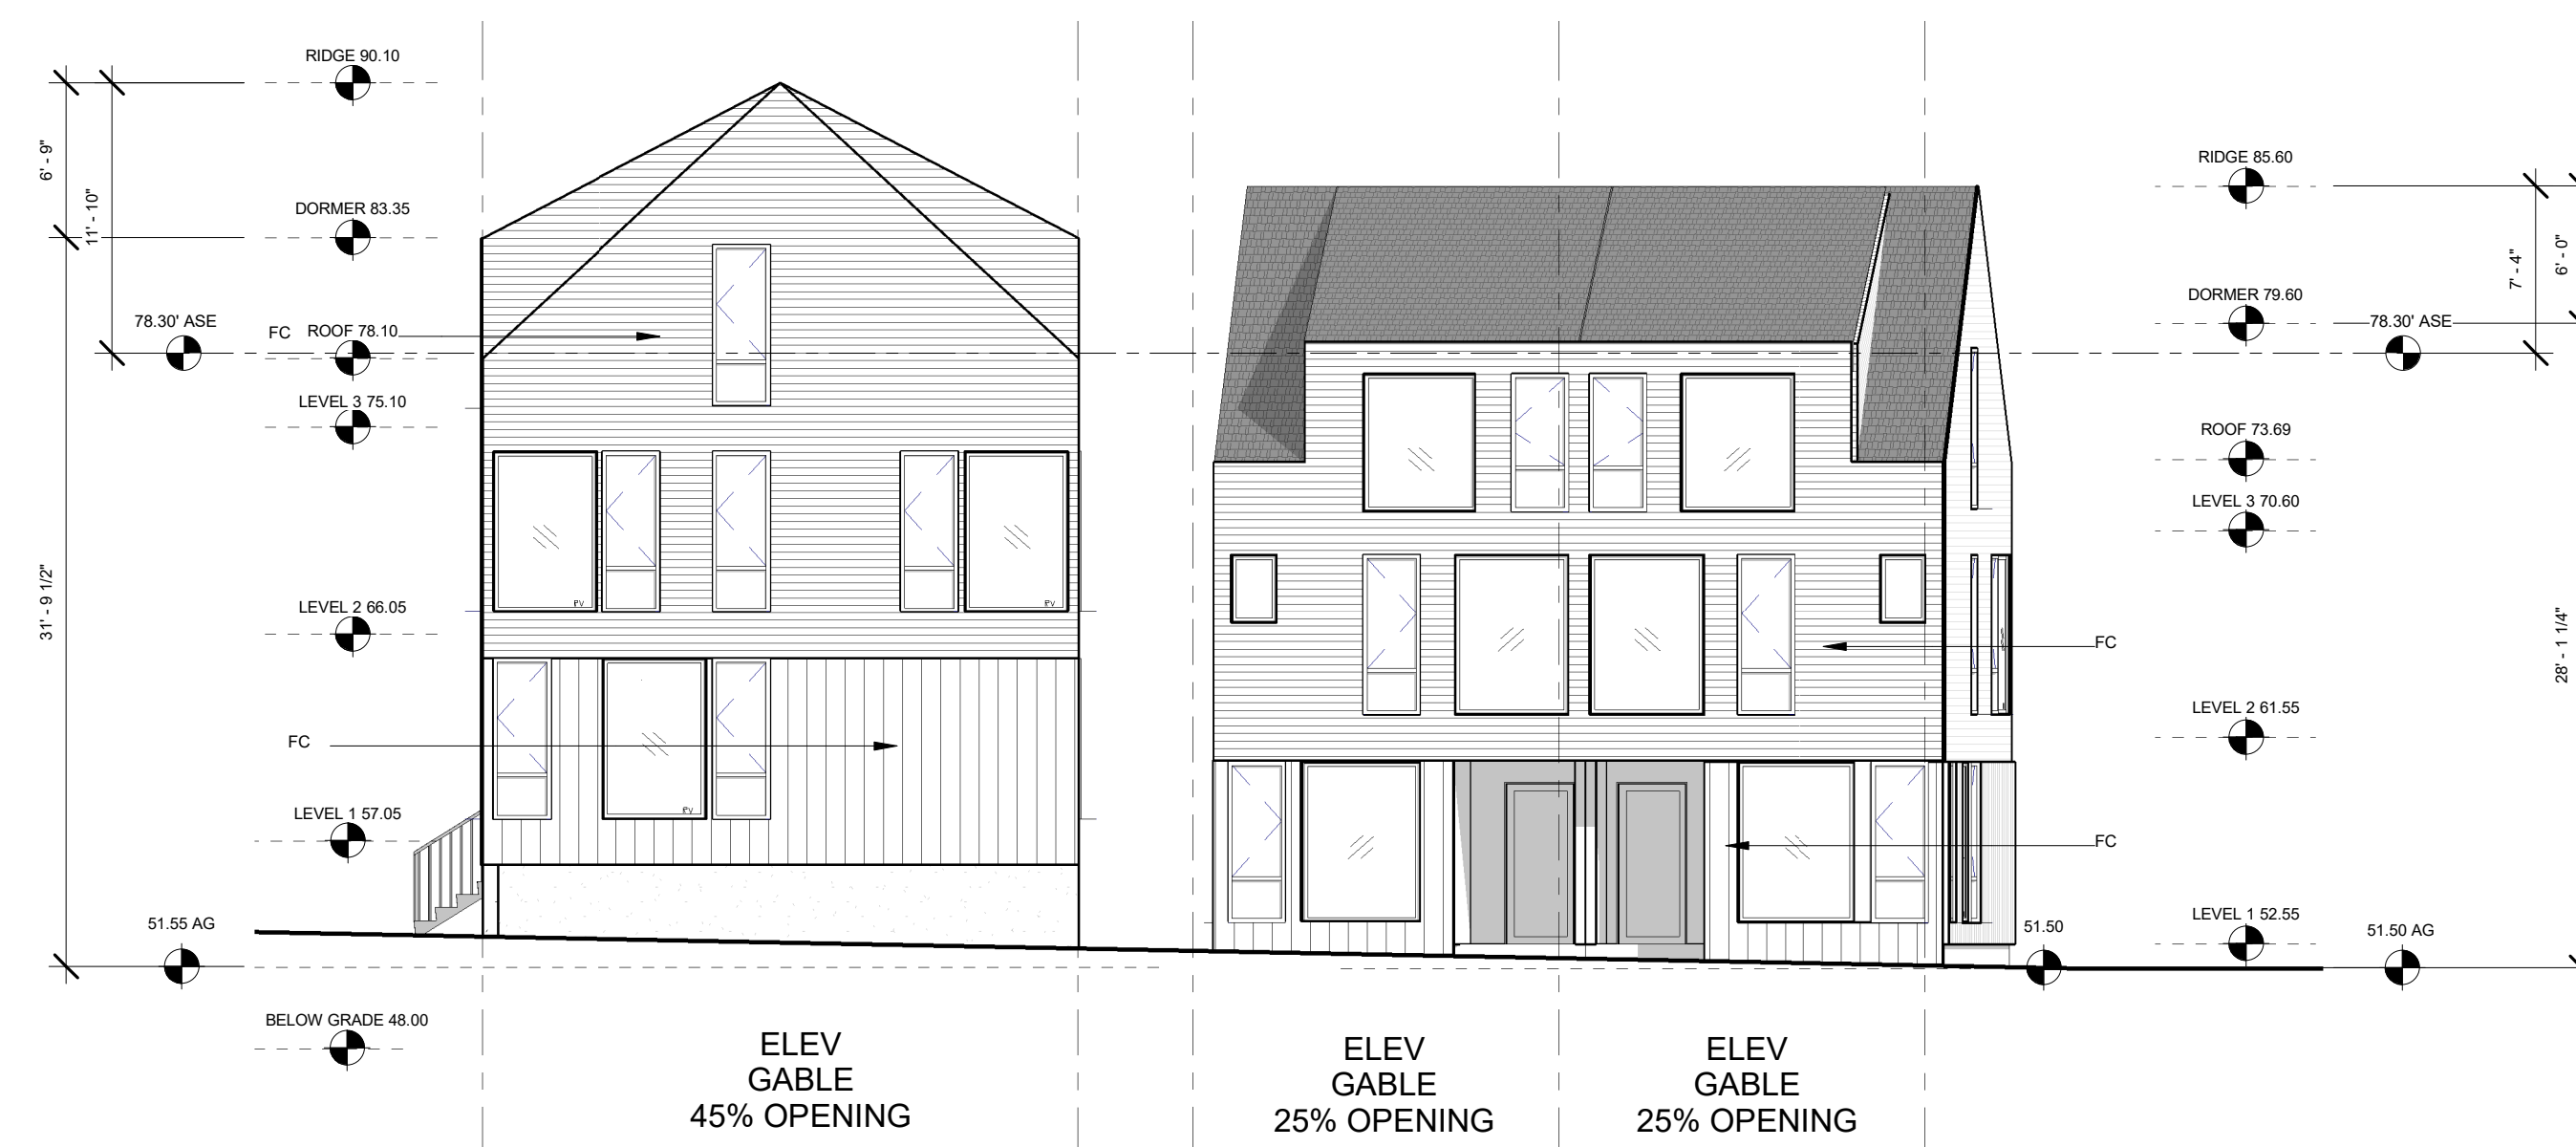 RIDGE 90.10
6' - 9"
11' - 10"
DORMER 83.35
78.30' ASE
FC
ROOF 78.10
LEVEL 3 75.10
31' - 9 1/2"
LEVEL 2 66.05
PV
PV
FC
PV
LEVEL 1 57.05
51.55 AG
BELOW GRADE 48.00
ELEV
GABLE
45% OPENING
ELEV
GABLE
25% OPENING
ELEV
GABLE
25% OPENING
RIDGE 85.60
7' - 4"
6' - 0"
DORMER 79.60
78.30' ASE
ROOF 73.69
LEVEL 3 70.60
FC
28' - 1 1/4"
LEVEL 2 61.55
FC
51.50
LEVEL 1 52.55
51.50 AG